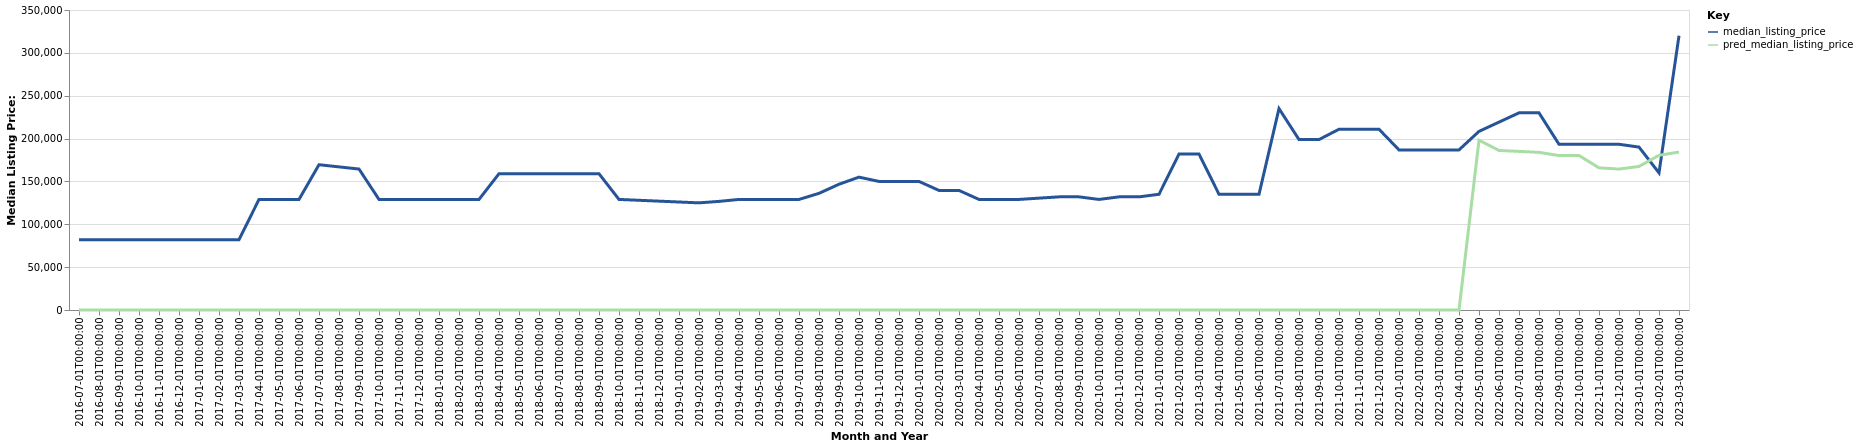 350,000
300,000
250,000
200,000
150,000
100,000
50,000
0
Median Listing Price:
2016-07-01T00:00:00
2016-08-01T00:00:00
2016-09-01T00:00:00
2016-10-01T00:00:00
2016-11-01T00:00:00
2016-12-01T00:00:00
2017-01-01T00:00:00
2017-02-01T00:00:00
2017-03-01T00:00:00
2017-04-01T00:00:00
2017-05-01T00:00:00
2017-06-01T00:00:00
2017-07-01T00:00:00
2017-08-01T00:00:00
2017-09-01T00:00:00
2017-10-01T00:00:00
2017-11-01T00:00:00
2017-12-01T00:00:00
2018-01-01T00:00:00
2018-02-01T00:00:00
2018-03-01T00:00:00
2018-04-01T00:00:00
2018-05-01T00:00:00
2018-06-01T00:00:00
2018-07-01T00:00:00
2018-08-01T00:00:00
2018-09-01T00:00:00
2018-10-01T00:00:00
2018-11-01T00:00:00
2018-12-01T00:00:00
2019-01-01T00:00:00
2019-02-01T00:00:00
2019-03-01T00:00:00
2019-04-01T00:00:00
2019-05-01T00:00:00
2019-06-01T00:00:00
2019-07-01T00:00:00
2019-08-01T00:00:00
2019-09-01T00:00:00
2019-10-01T00:00:00
2019-11-01T00:00:00
2019-12-01T00:00:00
2020-01-01T00:00:00
2020-02-01T00:00:00
2020-03-01T00:00:00
2020-04-01T00:00:00
2020-05-01T00:00:00
2020-06-01T00:00:00
2020-07-01T00:00:00
2020-08-01T00:00:00
2020-09-01T00:00:00
2020-10-01T00:00:00
2020-11-01T00:00:00
2020-12-01T00:00:00
2021-01-01T00:00:00
2021-02-01T00:00:00
2021-03-01T00:00:00
2021-04-01T00:00:00
2021-05-01T00:00:00
2021-06-01T00:00:00
2021-07-01T00:00:00
2021-08-01T00:00:00
2021-09-01T00:00:00
2021-10-01T00:00:00
2021-11-01T00:00:00
2021-12-01T00:00:00
2022-01-01T00:00:00
2022-02-01T00:00:00
2022-03-01T00:00:00
2022-04-01T00:00:00
2022-05-01T00:00:00
2022-06-01T00:00:00
2022-07-01T00:00:00
2022-08-01T00:00:00
2022-09-01T00:00:00
2022-10-01T00:00:00
2022-11-01T00:00:00
2022-12-01T00:00:00
2023-01-01T00:00:00
2023-02-01T00:00:00
2023-03-01T00:00:00
Month and Year
Key
median_listing_price
pred_median_listing_price